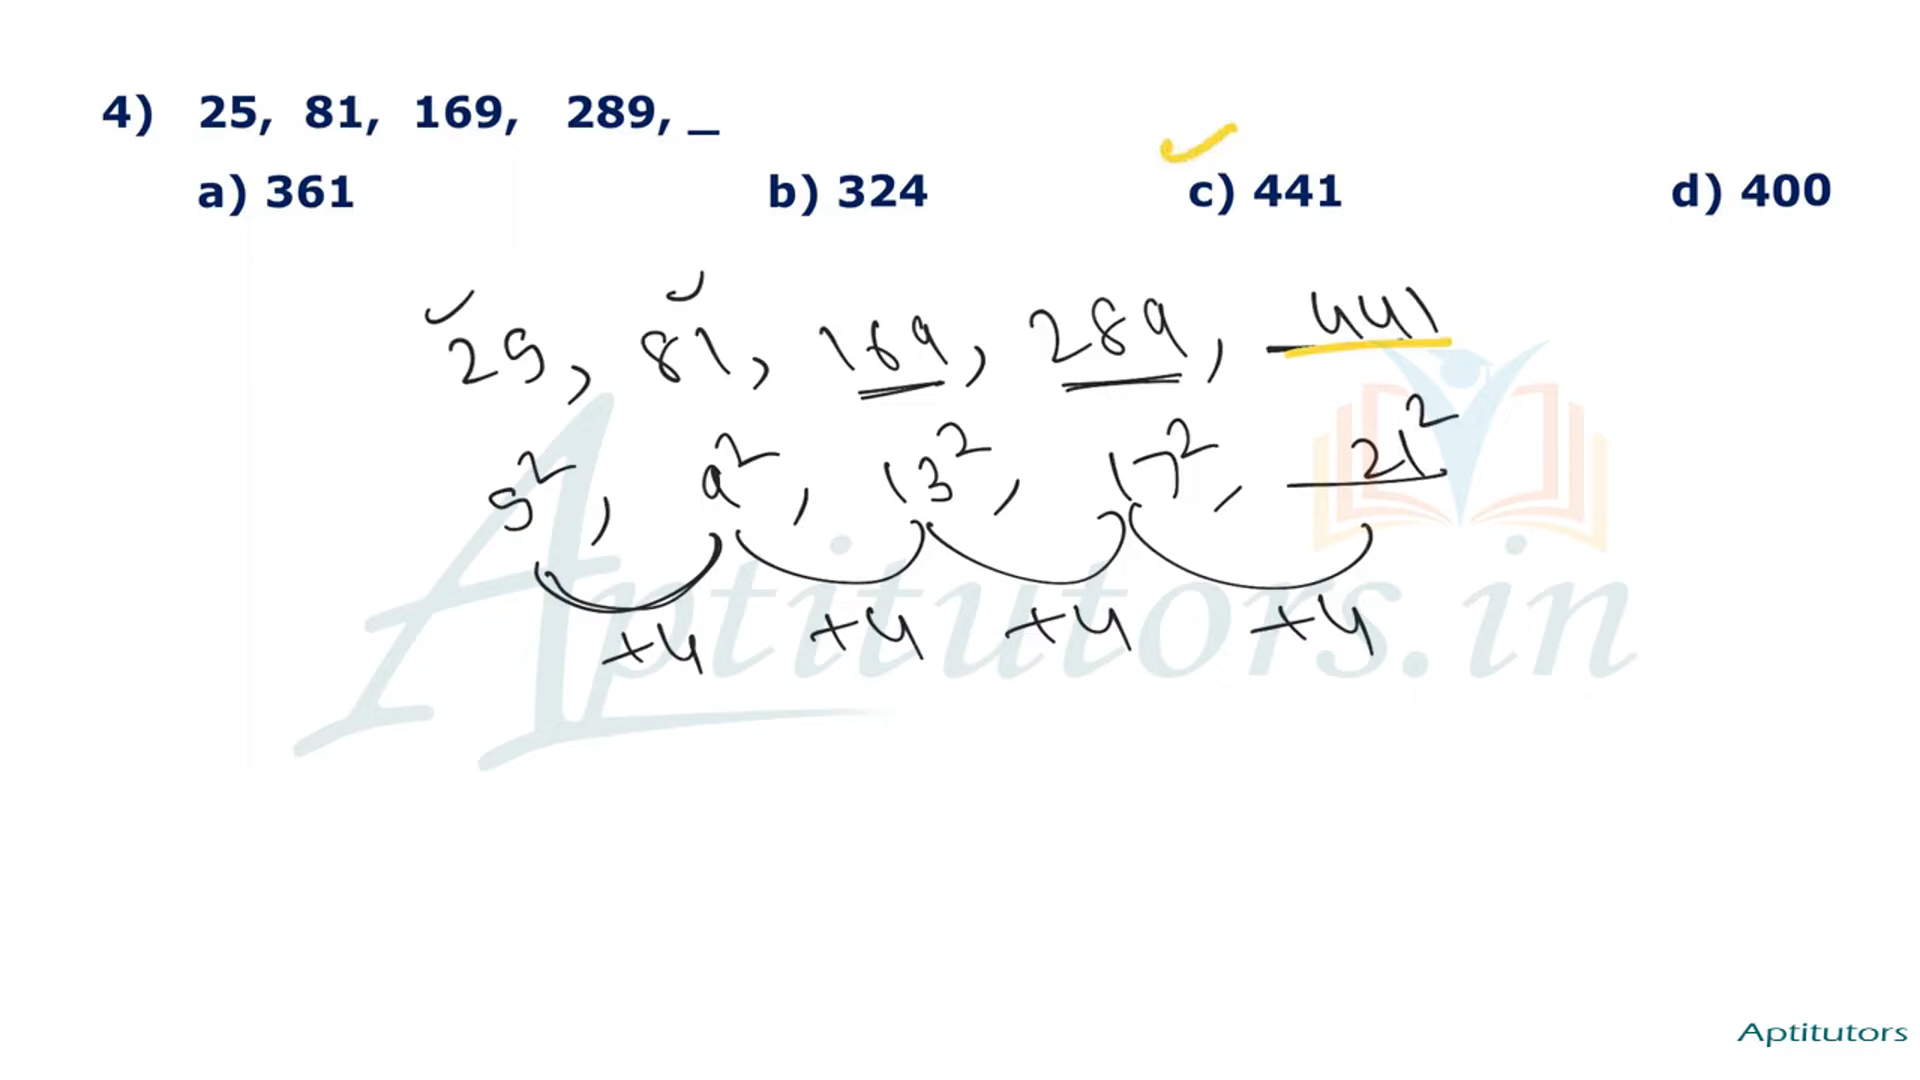 4) 25, 81, 169, 289, _
a) 361 b) 324 c) 441 d) 400
25, 81, 169, 289, 441
5², 9², 13², 17², 21²
+4 +4 +4 +4
Aptitutors.in
Aptitutors